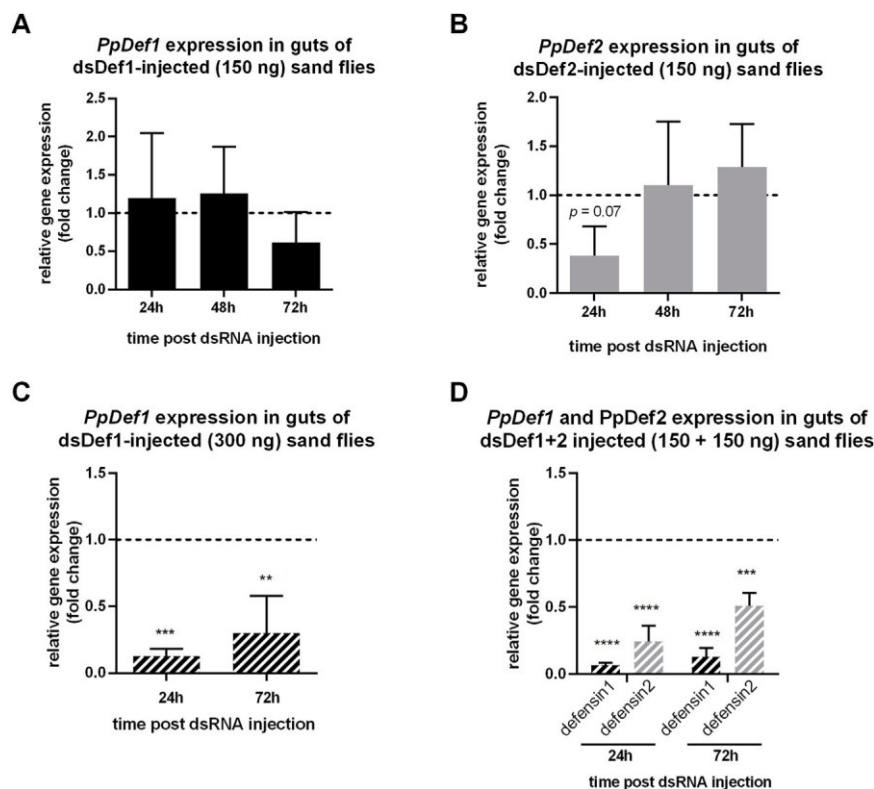 A
PpDef1 expression in guts of
dsDef1-injected (150 ng) sand flies
relative gene expression
(fold change)
2.5
2.0
1.5
1.0
0.5
0.0
24h 48h 72h
time post dsRNA injection
B
PpDef2 expression in guts of
dsDef2-injected (150 ng) sand flies
relative gene expression
(fold change)
2.0
1.5
1.0
0.5
0.0
p = 0.07
24h 48h 72h
time post dsRNA injection
C
PpDef1 expression in guts of
dsDef1-injected (300 ng) sand flies
relative gene expression
(fold change)
1.5
1.0
0.5
0.0
*** **
24h 72h
time post dsRNA injection
D
PpDef1 and PpDef2 expression in guts of
dsDef1+2 injected (150 + 150 ng) sand flies
relative gene expression
(fold change)
1.5
1.0
0.5
0.0
**** **** **** ***
defensin1 defensin2 defensin1 defensin2
24h 72h
time post dsRNA injection